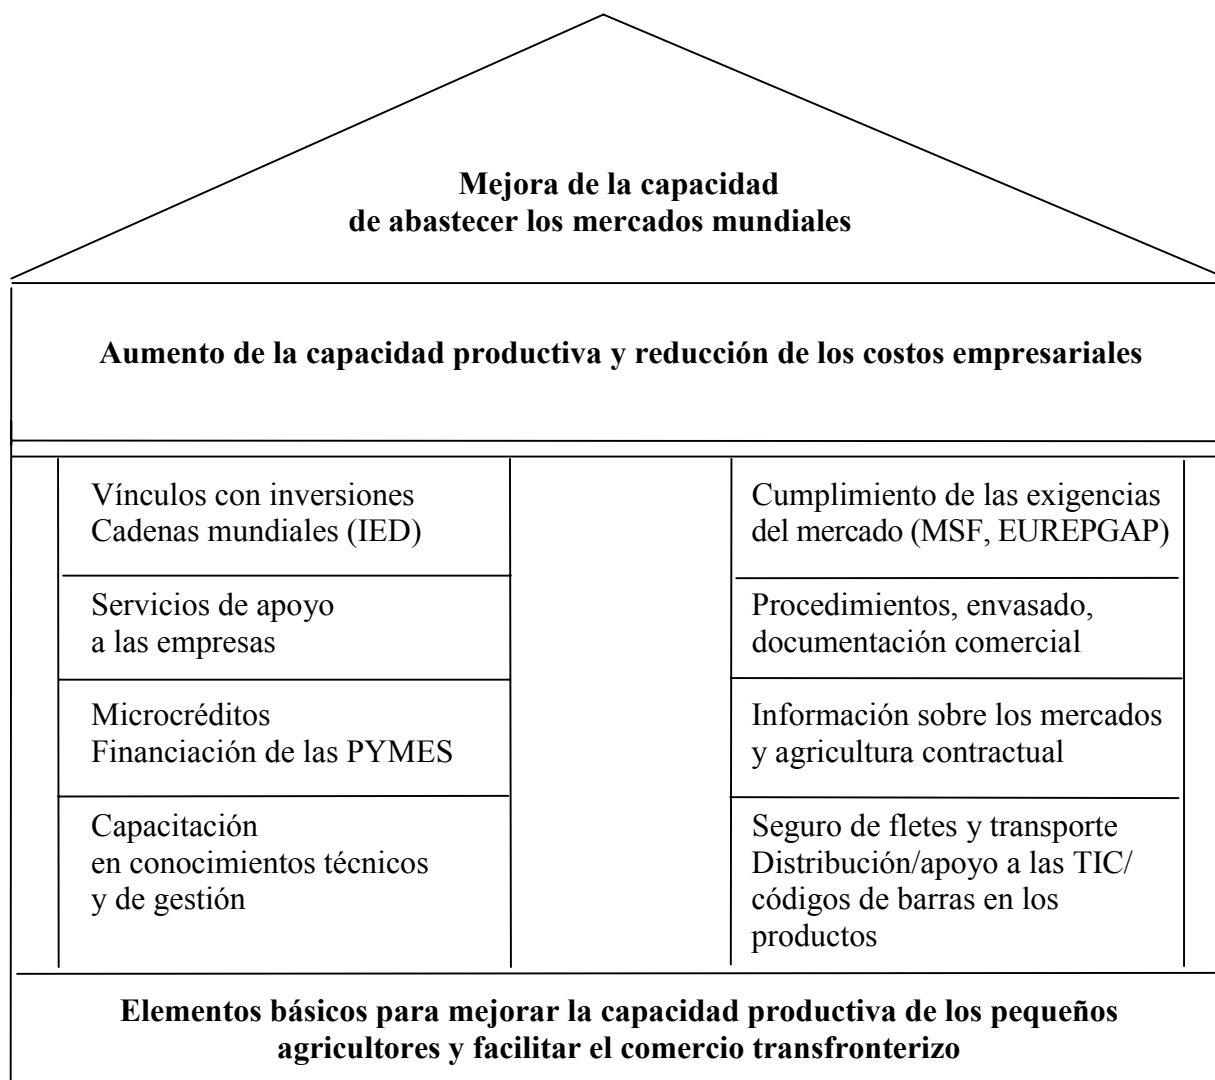 Mejora de la capacidad
de abastecer los mercados mundiales
Aumento de la capacidad productiva y reducción de los costos empresariales
Vínculos con inversiones
Cadenas mundiales (IED)
Servicios de apoyo
a las empresas
Microcréditos
Financiación de las PYMES
Capacitación
en conocimientos técnicos
y de gestión
Cumplimiento de las exigencias
del mercado (MSF, EUREPGAP)
Procedimientos, envasado,
documentación comercial
Información sobre los mercados
y agricultura contractual
Seguro de fletes y transporte
Distribución/apoyo a las TIC/
códigos de barras en los
productos
Elementos básicos para mejorar la capacidad productiva de los pequeños
agricultores y facilitar el comercio transfronterizo